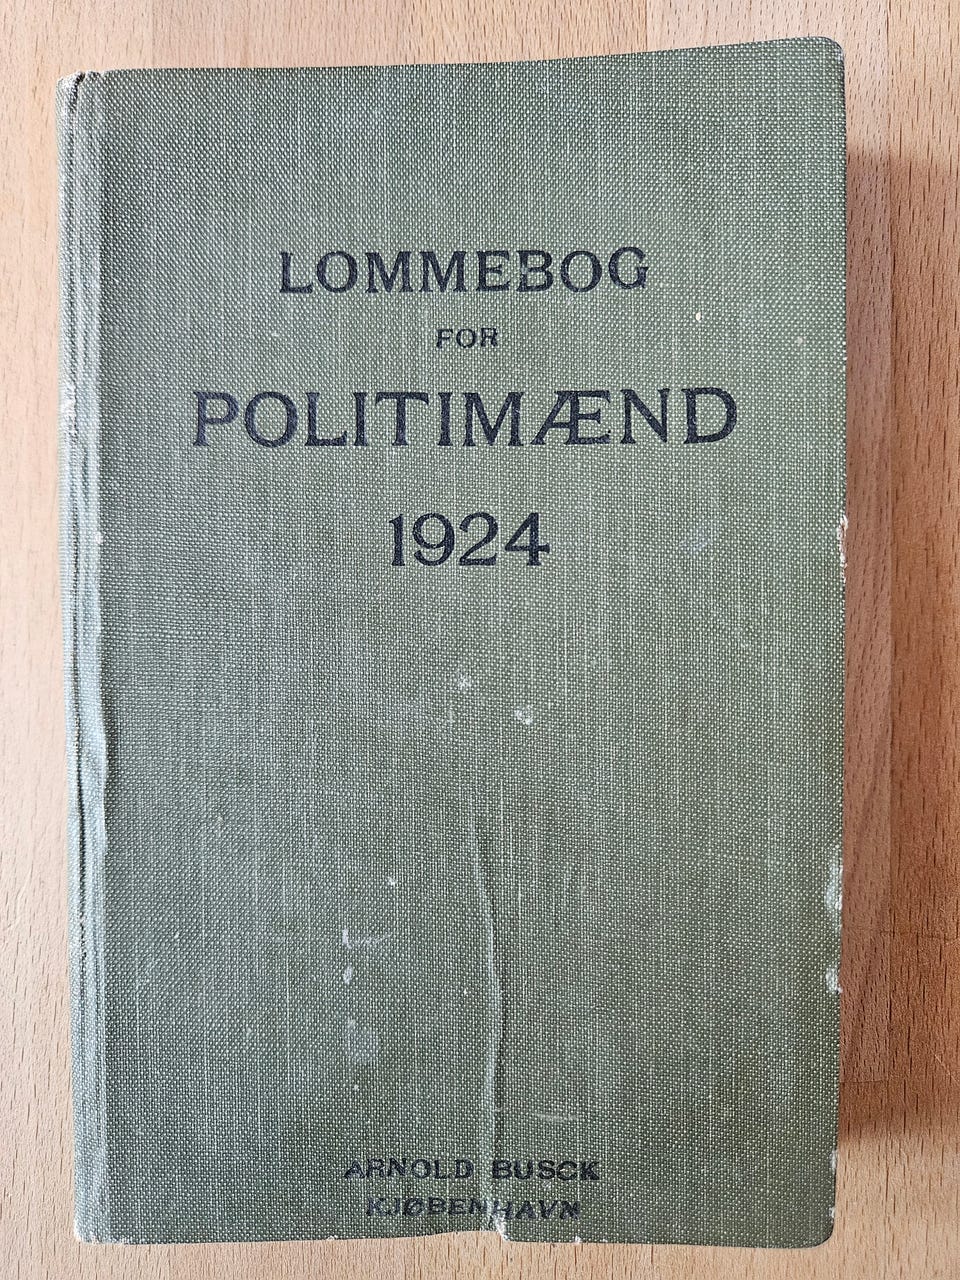 LOMMEBOG
FOR
POLITIMÆND
1924
ARNOLD BUSCK
KJØBENHAVN